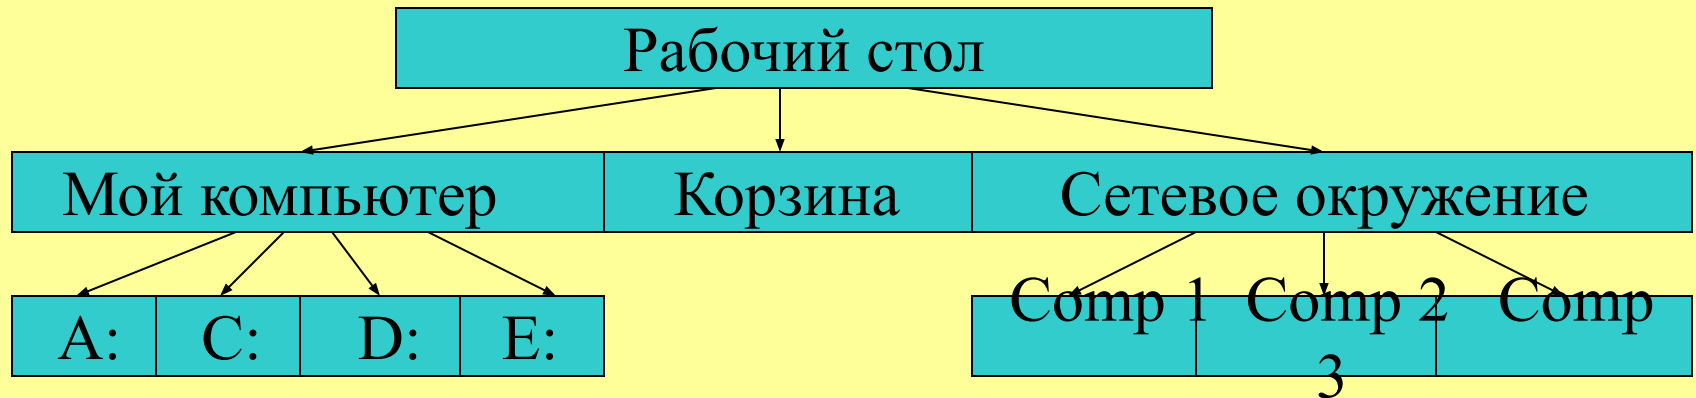 Рабочий стол
Мой компьютер Корзина Сетевое окружение
Comp 1 Comp 2 Comp
A: C: D: E:
3